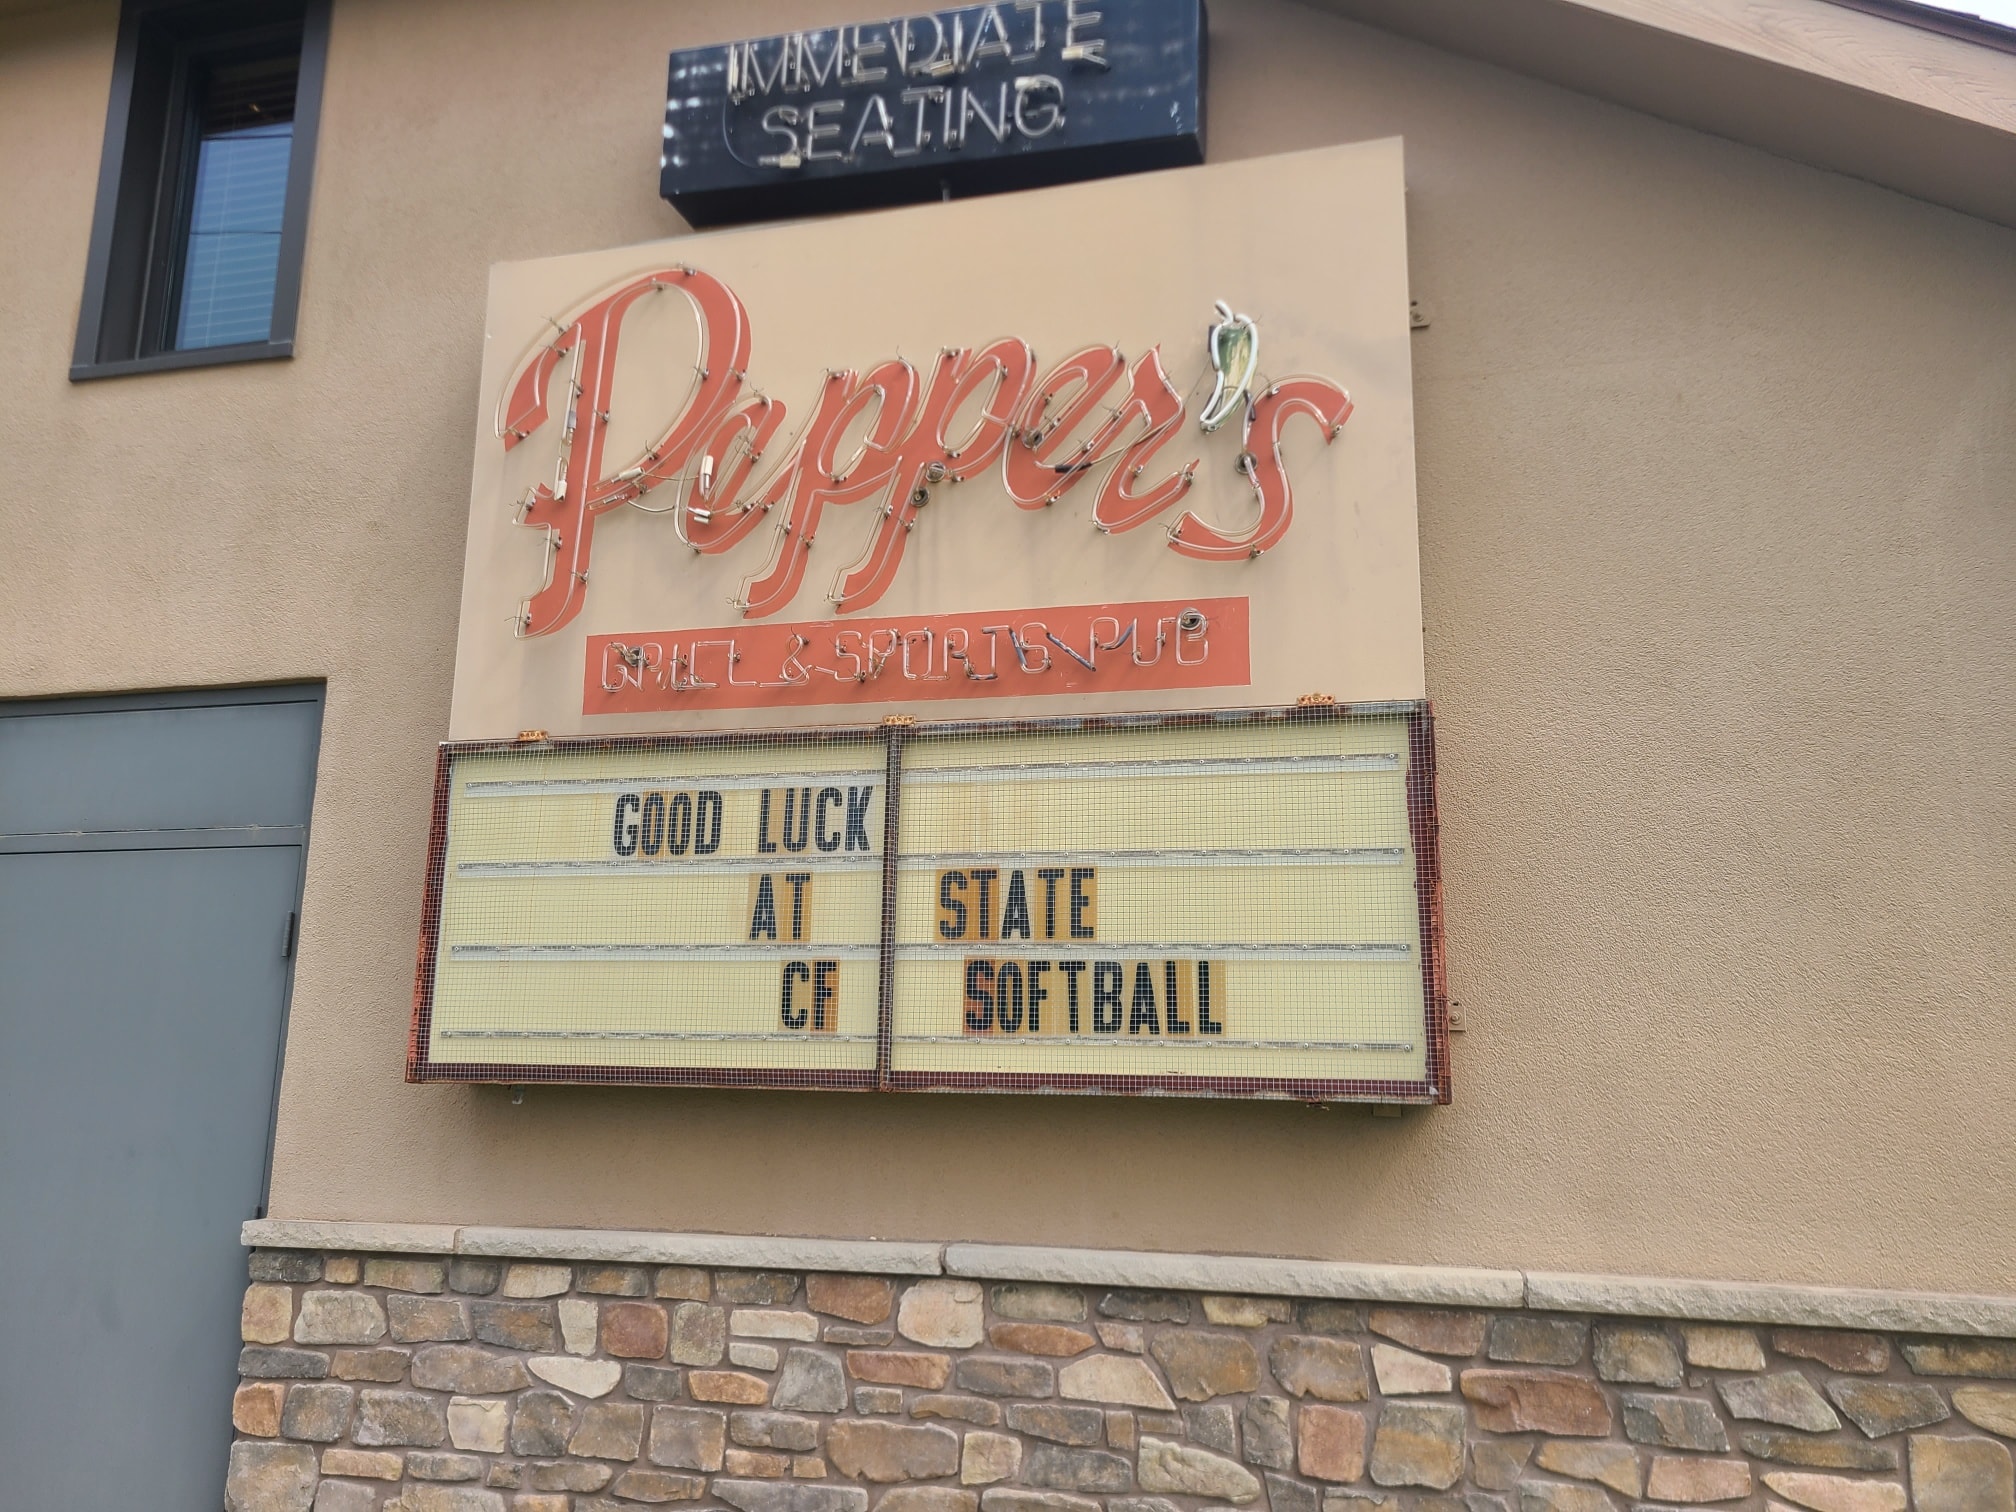 IMMEDIATE
SEATING
Pepper's
GRILL & SPORTS PUB
GOOD LUCK
AT STATE
CF SOFTBALL